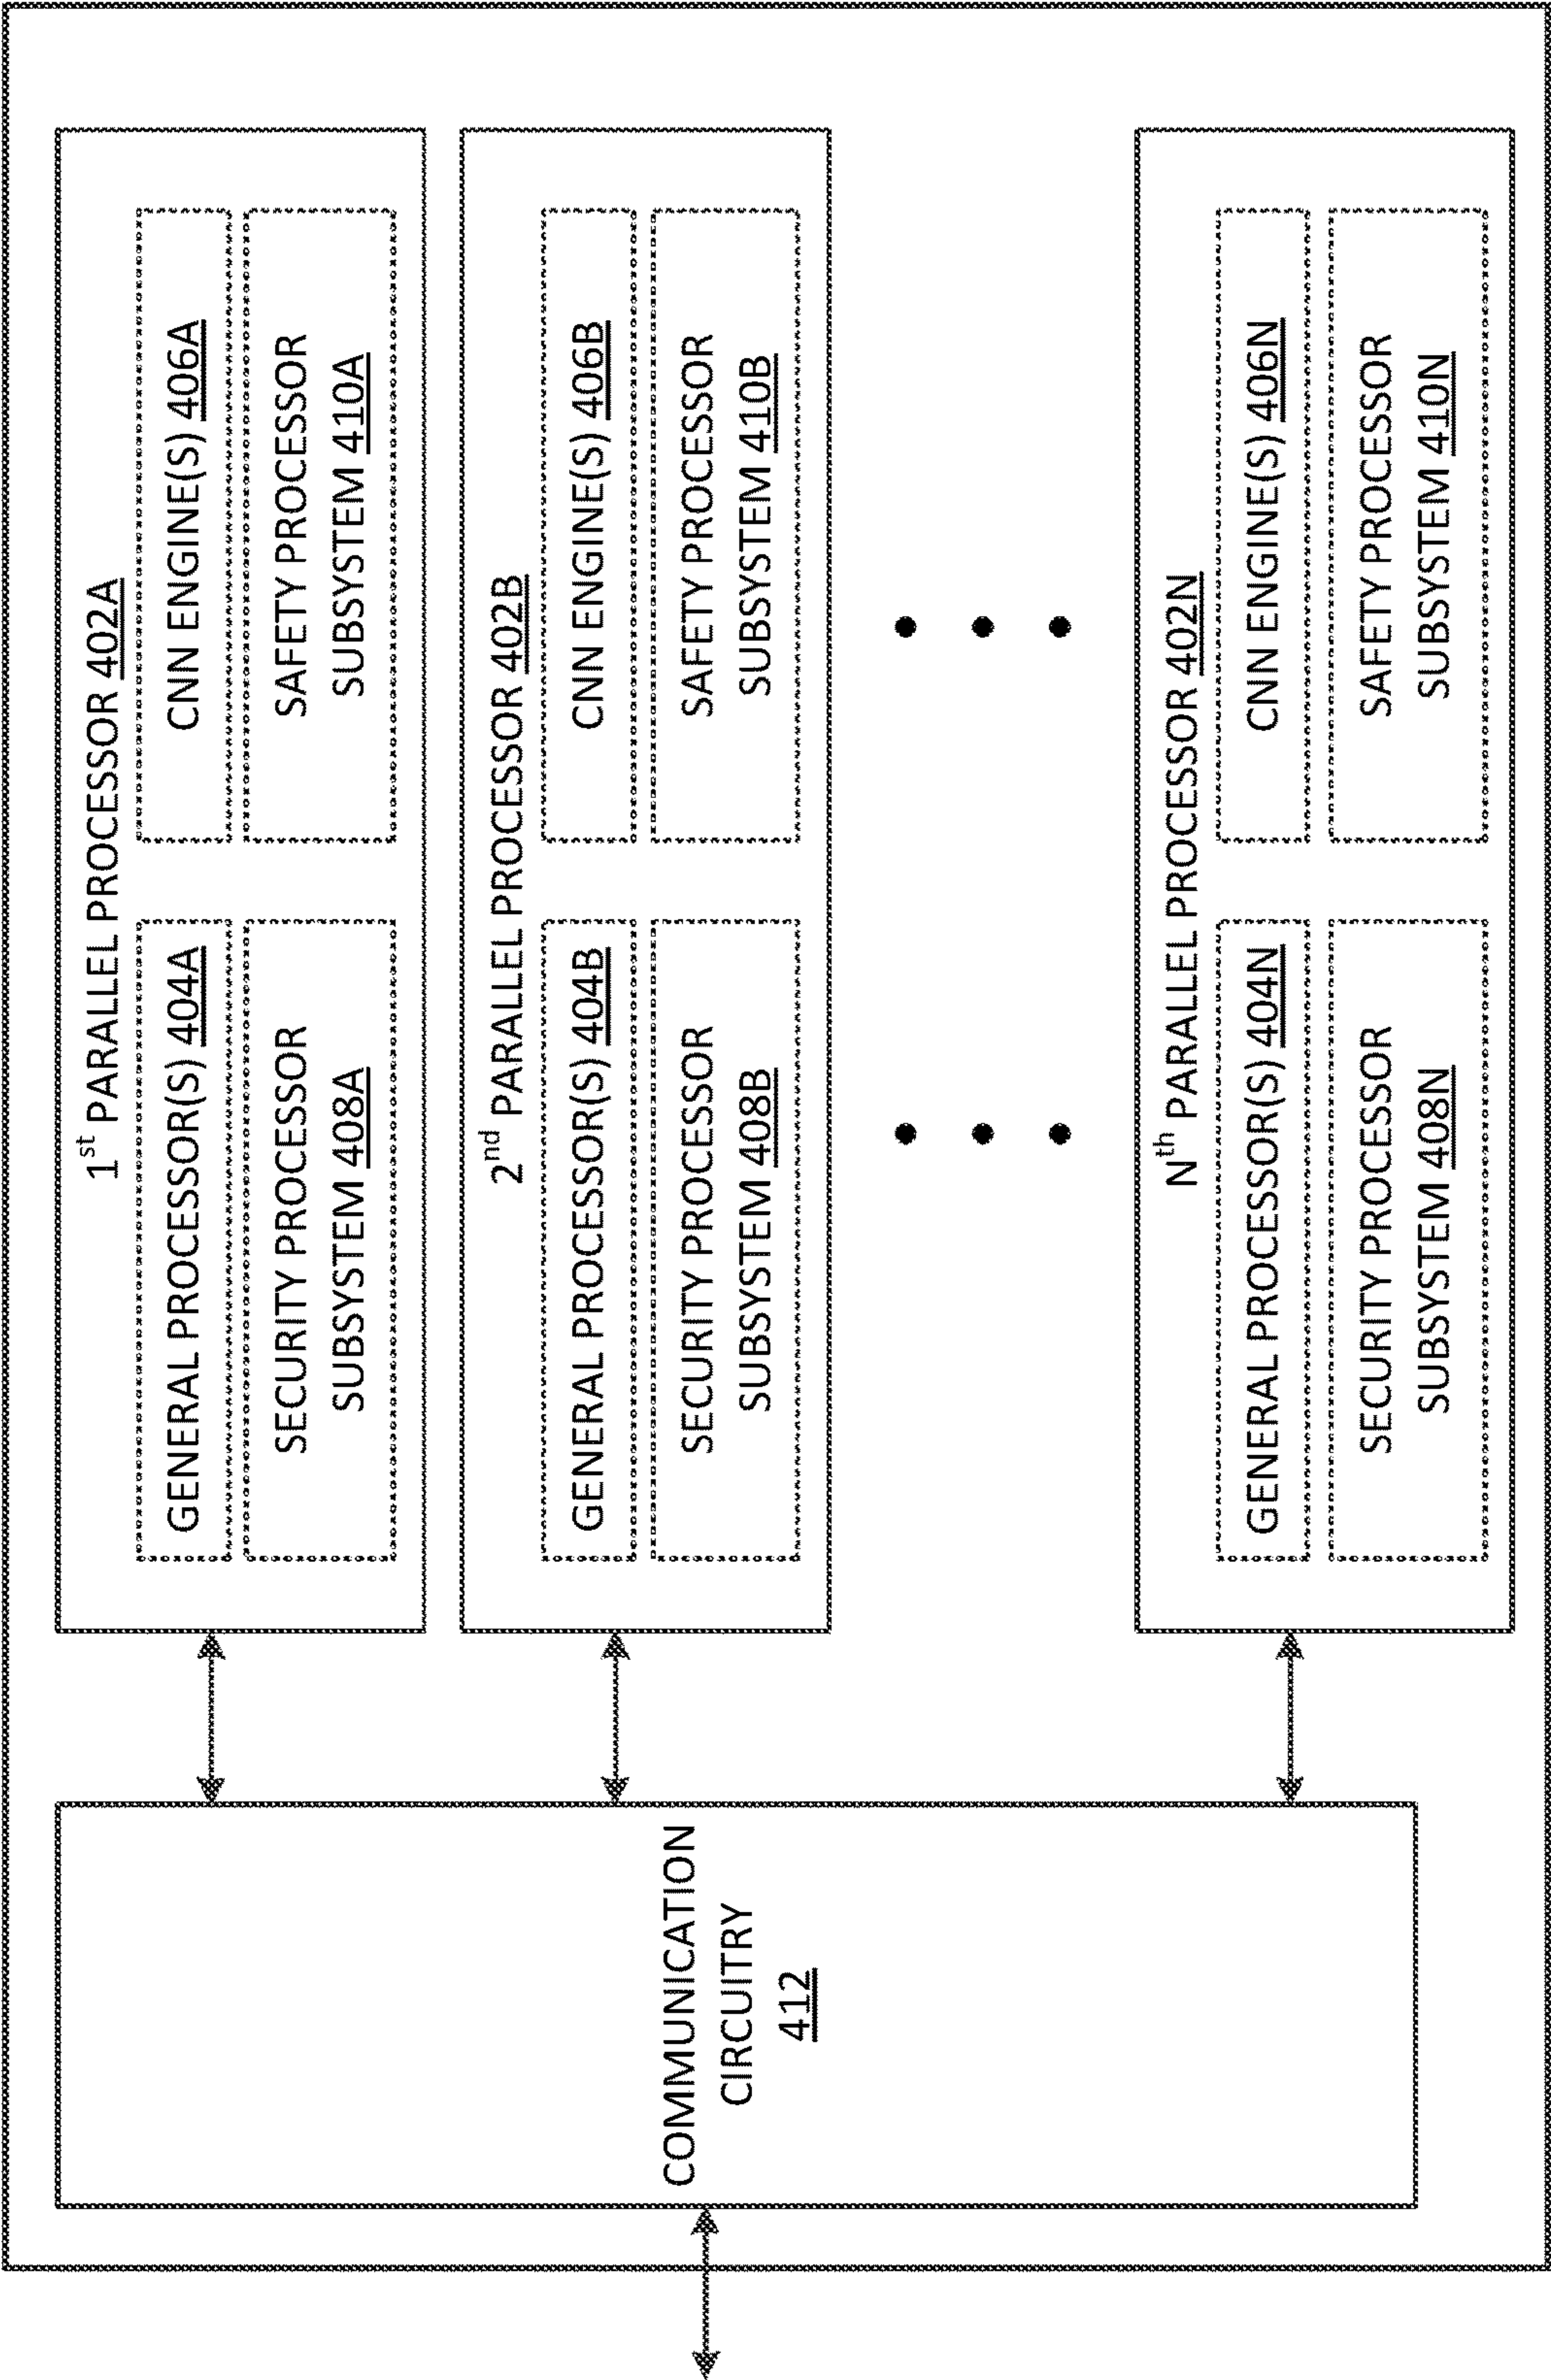 COMMUNICATION
CIRCUITRY
412
1st PARALLEL PROCESSOR 402A
GENERAL PROCESSOR(S) 404A
CNN ENGINE(S) 406A
SECURITY PROCESSOR
SUBSYSTEM 408A
SAFETY PROCESSOR
SUBSYSTEM 410A
2nd PARALLEL PROCESSOR 402B
GENERAL PROCESSOR(S) 404B
CNN ENGINE(S) 406B
SECURITY PROCESSOR
SUBSYSTEM 408B
SAFETY PROCESSOR
SUBSYSTEM 410B
Nth PARALLEL PROCESSOR 402N
GENERAL PROCESSOR(S) 404N
CNN ENGINE(S) 406N
SECURITY PROCESSOR
SUBSYSTEM 408N
SAFETY PROCESSOR
SUBSYSTEM 410N